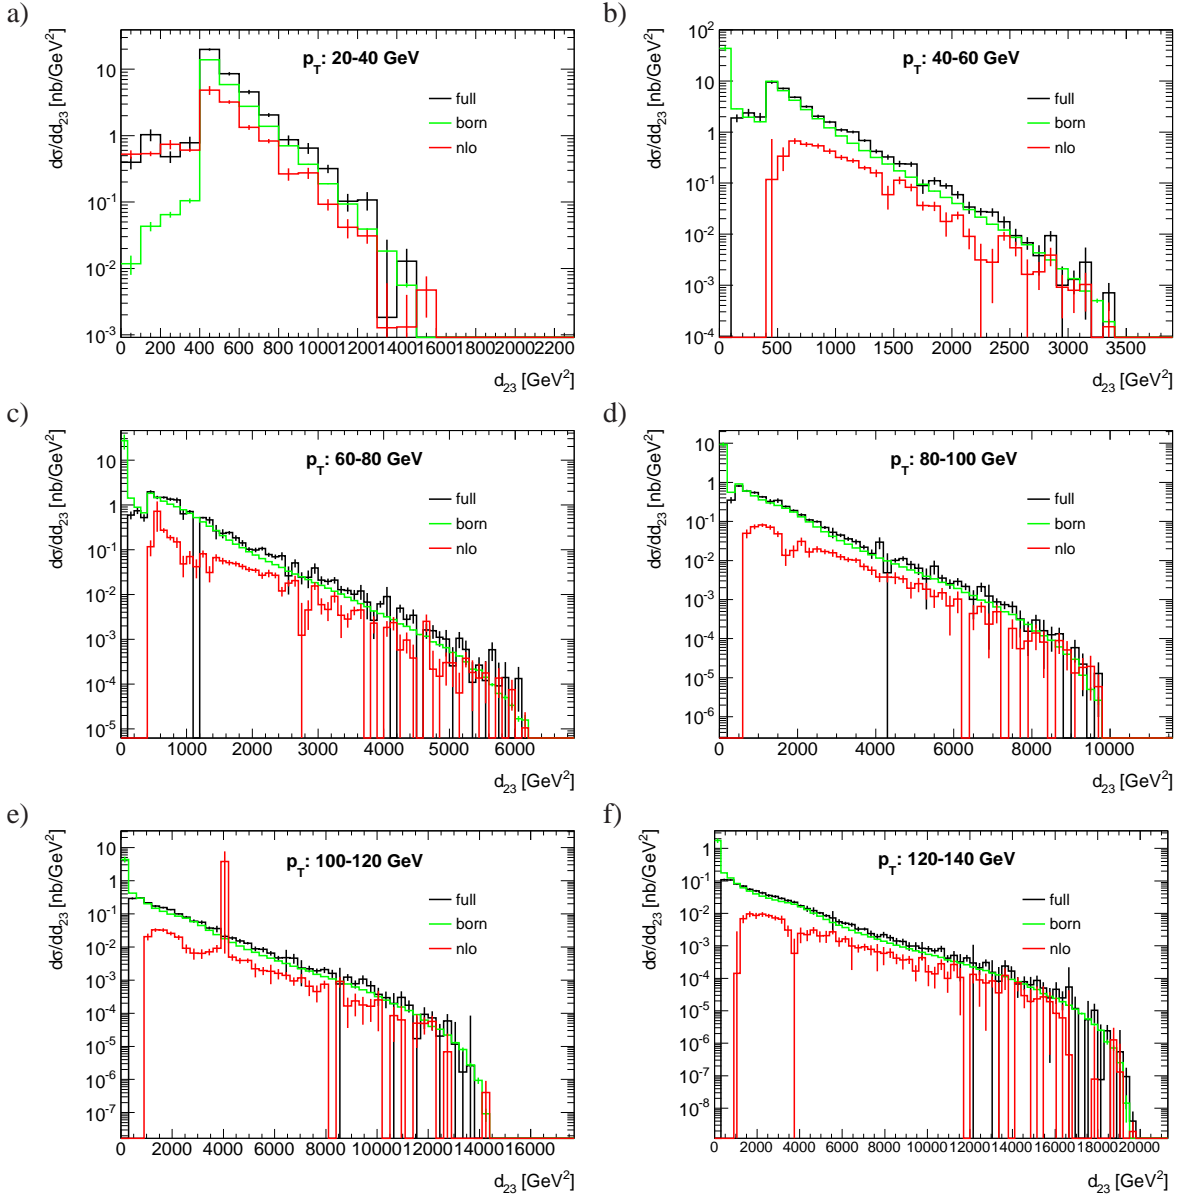 a)
dσ/dd23 [nb/GeV2]
pT: 20-40 GeV
full
born
nlo
10
1
10-1
10-2
10-3
0 200 400 600 800 1000 1200 1400 1600 1800 2000 2200
d23 [GeV2]
b)
dσ/dd23 [nb/GeV2]
pT: 40-60 GeV
full
born
nlo
102
10
1
10-1
10-2
10-3
10-4
0 500 1000 1500 2000 2500 3000 3500
d23 [GeV2]
c)
dσ/dd23 [nb/GeV2]
pT: 60-80 GeV
full
born
nlo
10
1
10-1
10-2
10-3
10-4
10-5
0 1000 2000 3000 4000 5000 6000
d23 [GeV2]
d)
dσ/dd23 [nb/GeV2]
pT: 80-100 GeV
full
born
nlo
10
1
10-1
10-2
10-3
10-4
10-5
10-6
0 2000 4000 6000 8000 10000
d23 [GeV2]
e)
dσ/dd23 [nb/GeV2]
pT: 100-120 GeV
full
born
nlo
10
1
10-1
10-2
10-3
10-4
10-5
10-6
10-7
0 2000 4000 6000 8000 10000 12000 14000 16000
d23 [GeV2]
f)
dσ/dd23 [nb/GeV2]
pT: 120-140 GeV
full
born
nlo
1
10-1
10-2
10-3
10-4
10-5
10-6
10-7
10-8
0 2000 4000 6000 8000 10000 12000 14000 16000 18000 20000
d23 [GeV2]